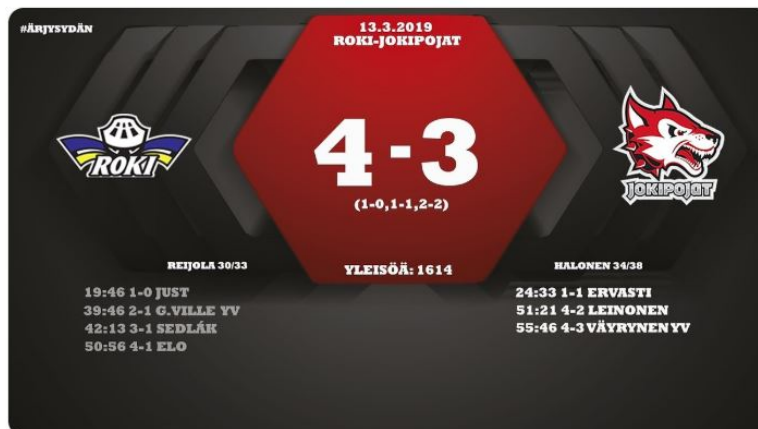 #ÄRJYSYDÄN
13.3.2019
ROKI-JOKIPOJAT
ROKI
4-3
JOKIPOJAT
(1-0,1-1,2-2)
REIJOLA 30/33
YLEISÖÄ: 1614
HALONEN 34/38
19:46 1-0 JUST
39:46 2-1 G.VILLE YV
42:13 3-1 SEDLÁK
50:56 4-1 ELO
24:33 1-1 ERVASTI
51:21 4-2 LEINONEN
55:46 4-3 VÄYRYNEN YV